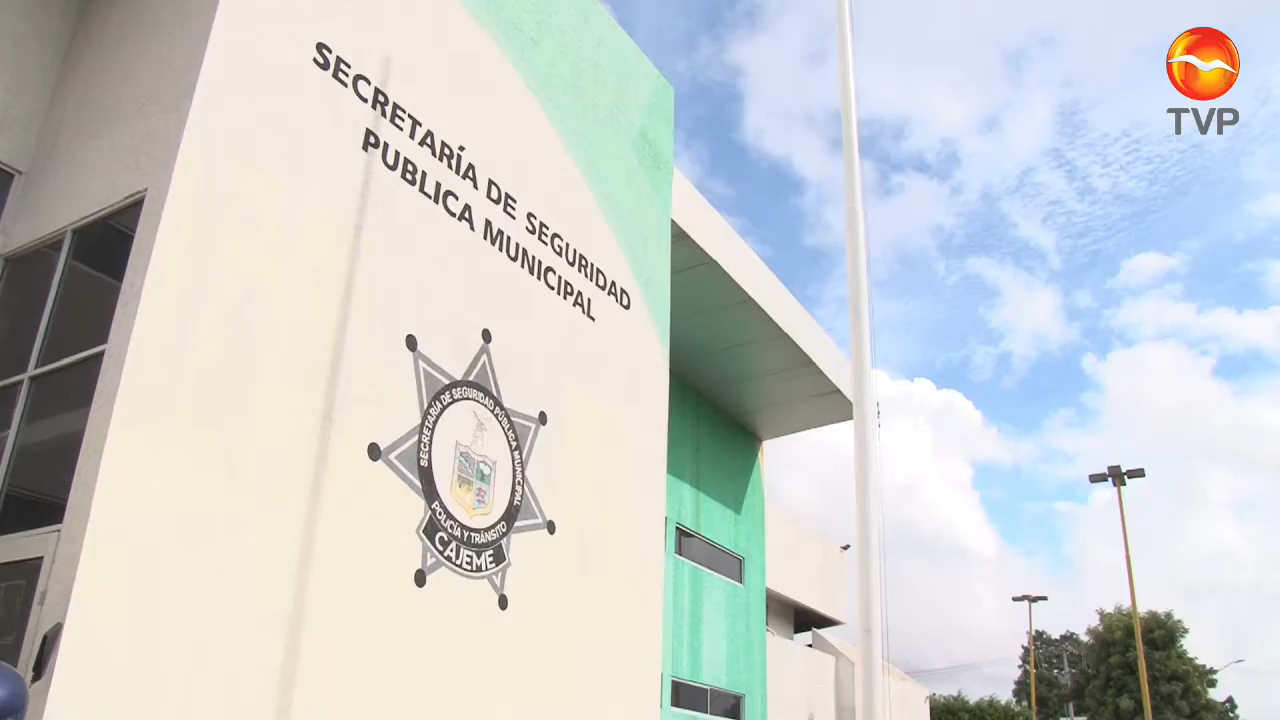 SECRETARÍA DE SEGURIDAD
PUBLICA MUNICIPAL
SECRETARÍA DE SEGURIDAD PÚBLICA MUNICIPAL
POLICÍA Y TRÁNSITO
CAJEME
TVP